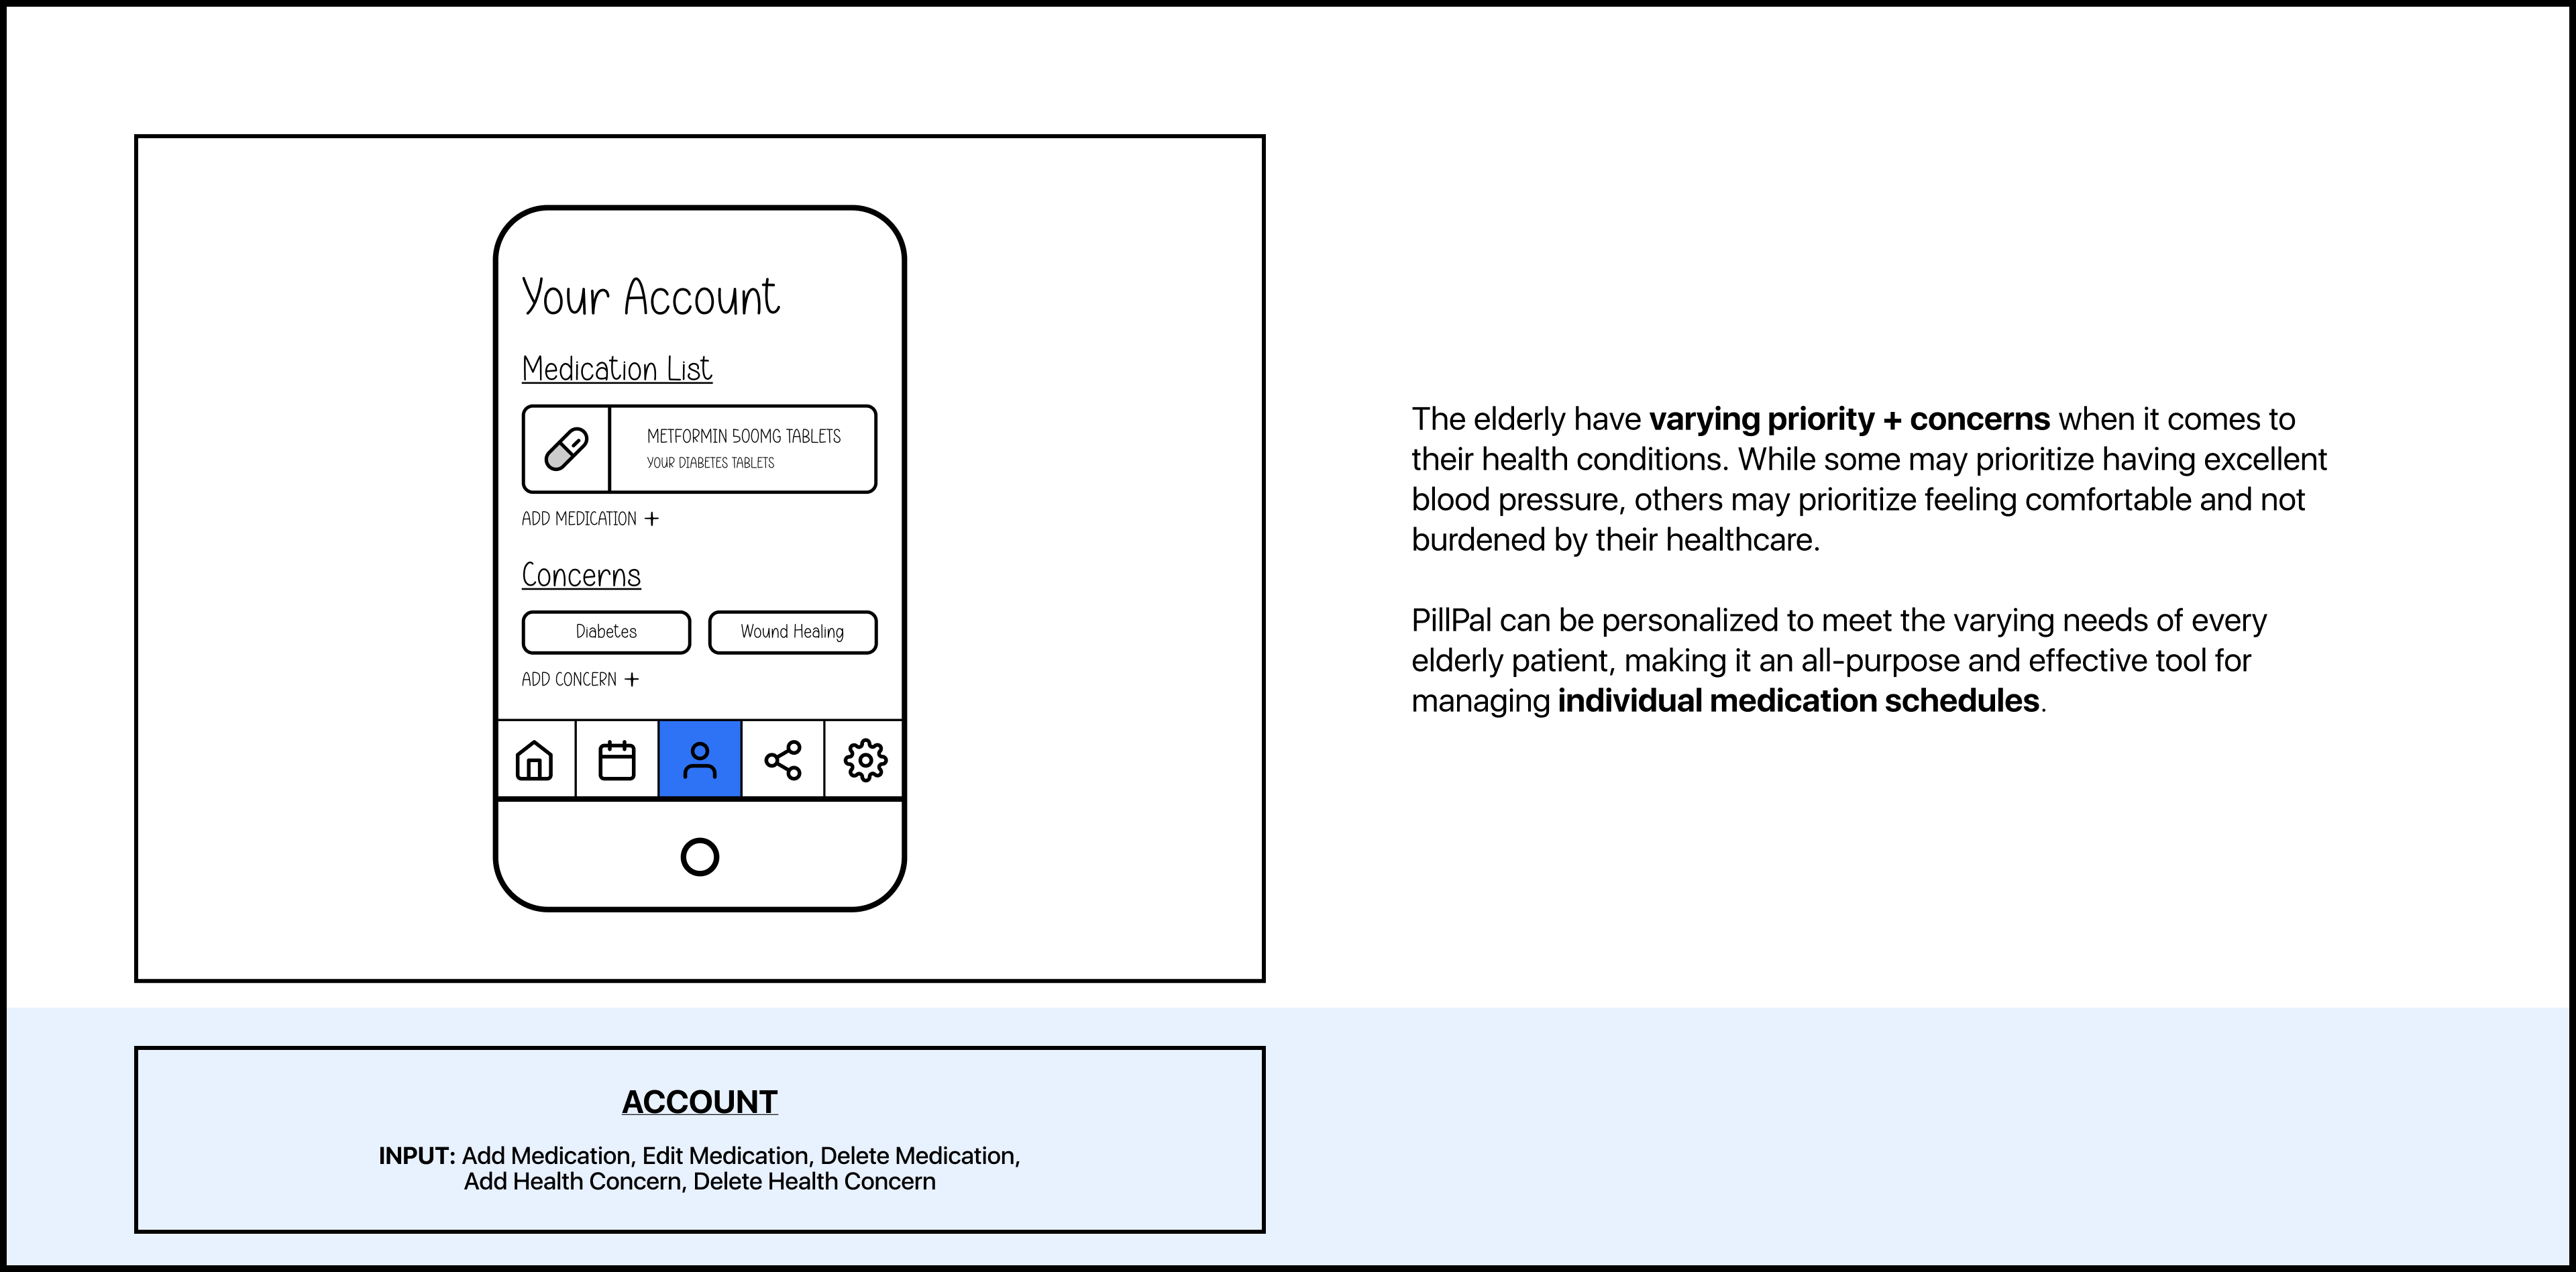 Your Account
Medication List
METFORMIN 500MG TABLETS
YOUR DIABETES TABLETS
ADD MEDICATION +
Concerns
Diabetes
Wound Healing
ADD CONCERN +
The elderly have varying priority + concerns when it comes to
their health conditions. While some may prioritize having excellent
blood pressure, others may prioritize feeling comfortable and not
burdened by their healthcare.
PillPal can be personalized to meet the varying needs of every
elderly patient, making it an all-purpose and effective tool for
managing individual medication schedules.
ACCOUNT
INPUT: Add Medication, Edit Medication, Delete Medication,
Add Health Concern, Delete Health Concern